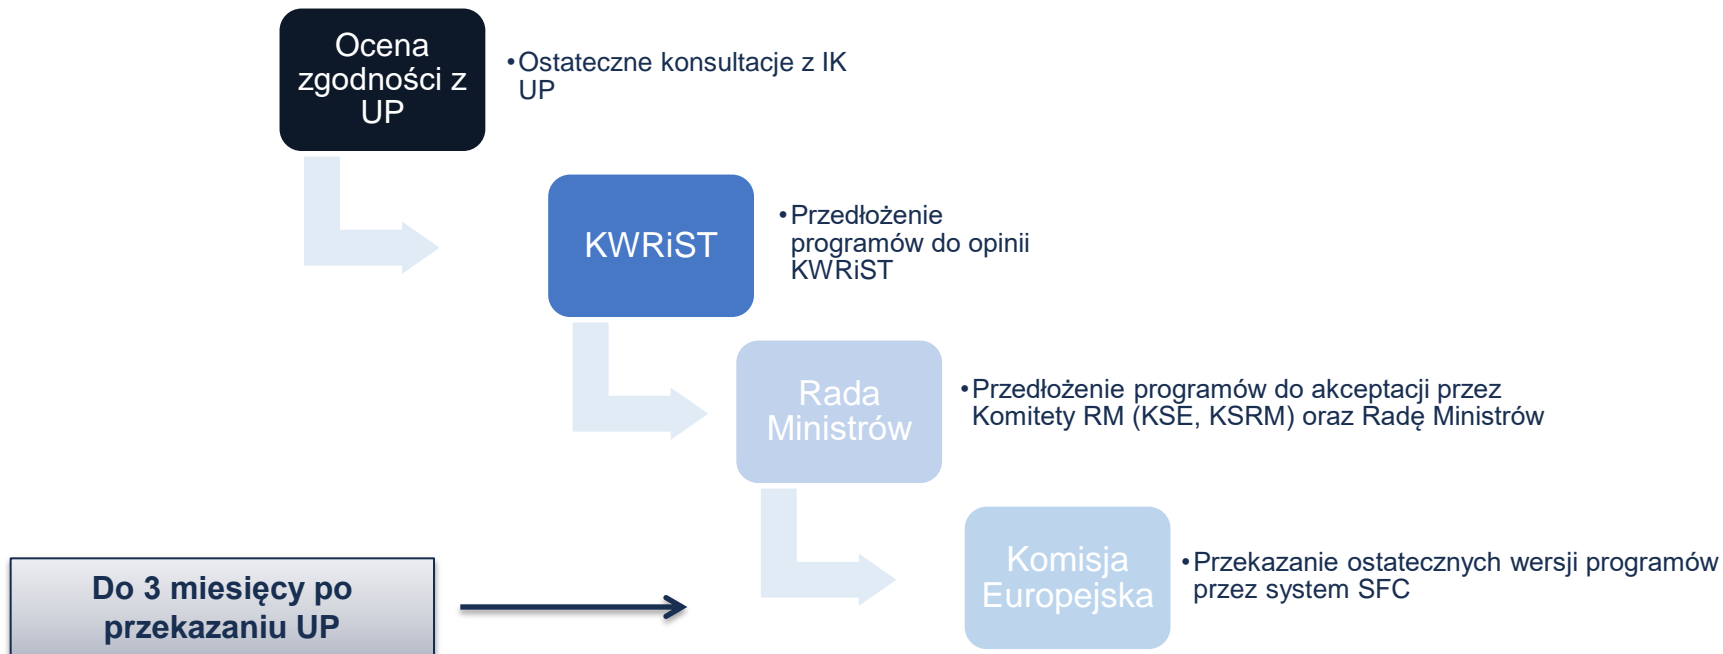 Ocena
zgodności z
UP
•Ostateczne konsultacje z IK
UP
KWRiST
•Przedłożenie
programów do opinii
KWRiST
Rada
Ministrów
•Przedłożenie programów do akceptacji przez
Komitety RM (KSE, KSRM) oraz Radę Ministrów
Komisja
Europejska
•Przekazanie ostatecznych wersji programów
przez system SFC
Do 3 miesięcy po
przekazaniu UP